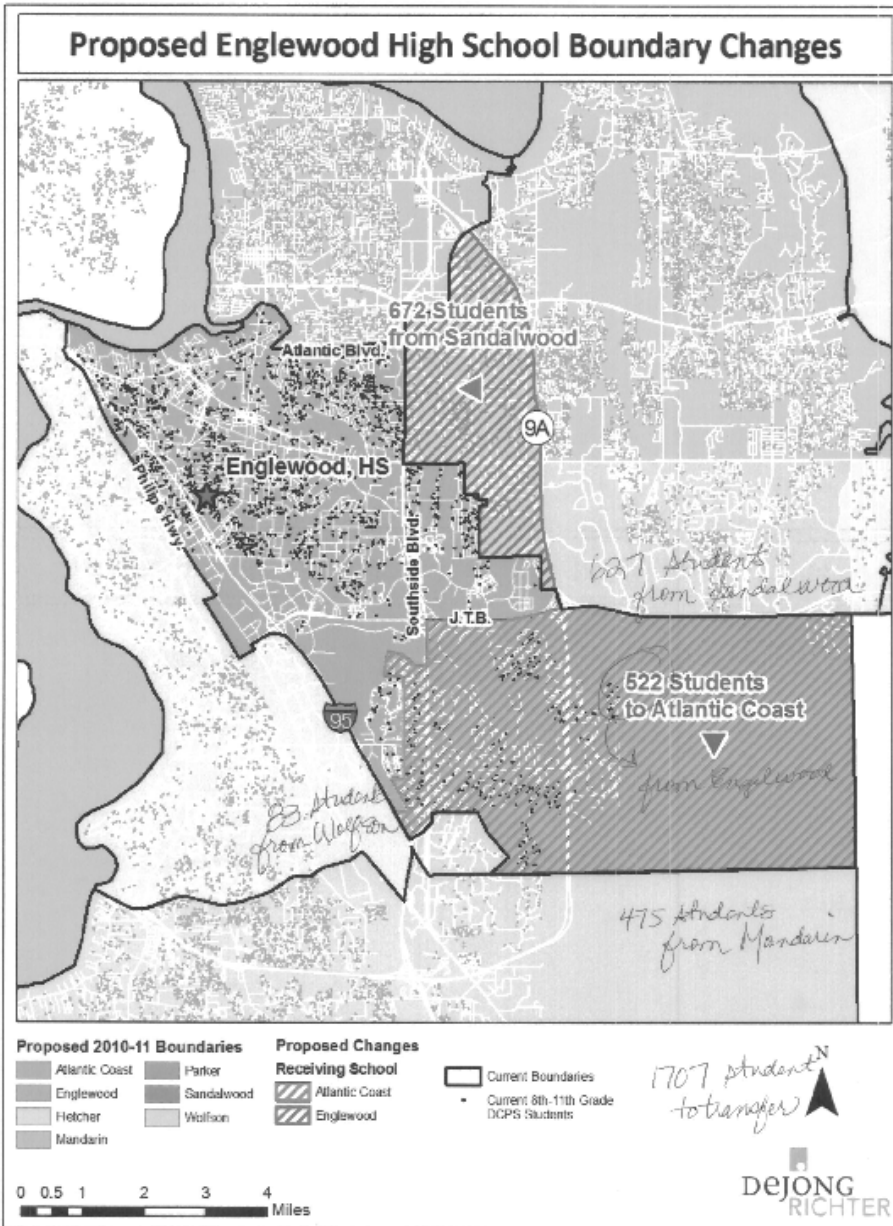 Proposed Englewood High School Boundary Changes
672 Students
from Sandalwood
Atlantic Blvd.
9A
Englewood, HS
Philips Hwy.
Southside Blvd.
627 Students
from Sandalwood
J.T.B.
522 Students
to Atlantic Coast
95
from Englewood
83 Student
from Wolfson
475 Students
from Mandarin
Proposed 2010-11 Boundaries
Atlantic Coast
Englewood
Fletcher
Mandarin
Parker
Sandalwood
Wolfson
Proposed Changes
Receiving School
Atlantic Coast
Englewood
Current Boundaries
Current 8th-11th Grade
DCPS Students
1707 Student
to transfer
N
0 0.5 1 2 3 4
Miles
DEJONG
RICHTER